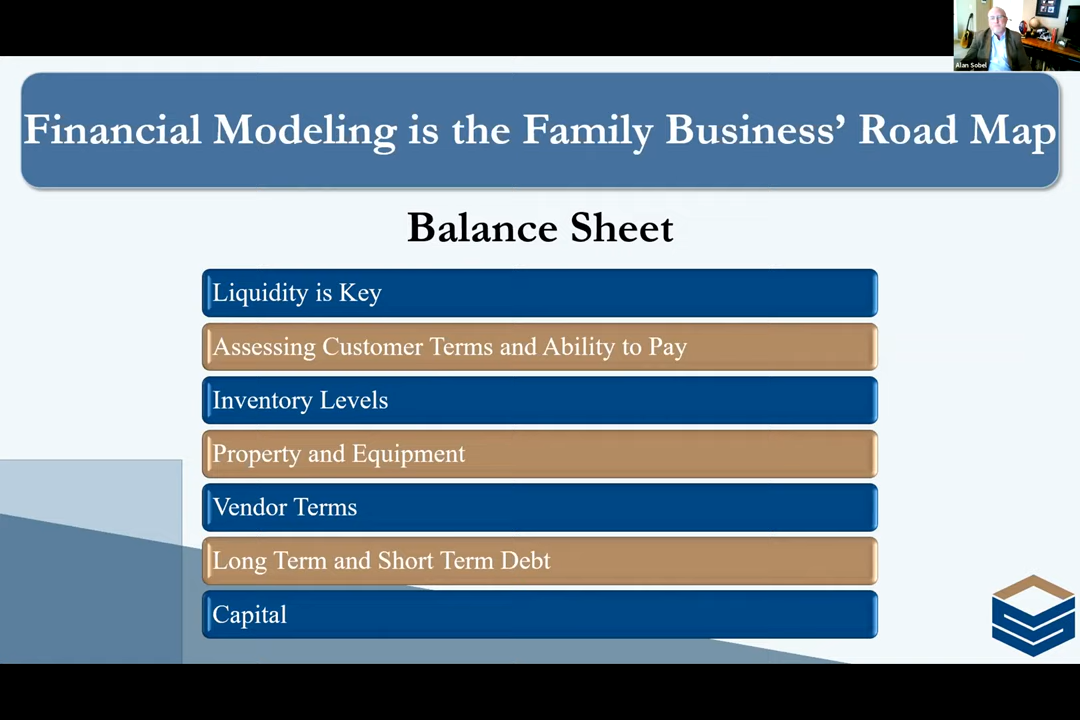 Alan Sobel
Financial Modeling is the Family Business’ Road Map
Balance Sheet
Liquidity is Key
Assessing Customer Terms and Ability to Pay
Inventory Levels
Property and Equipment
Vendor Terms
Long Term and Short Term Debt
Capital